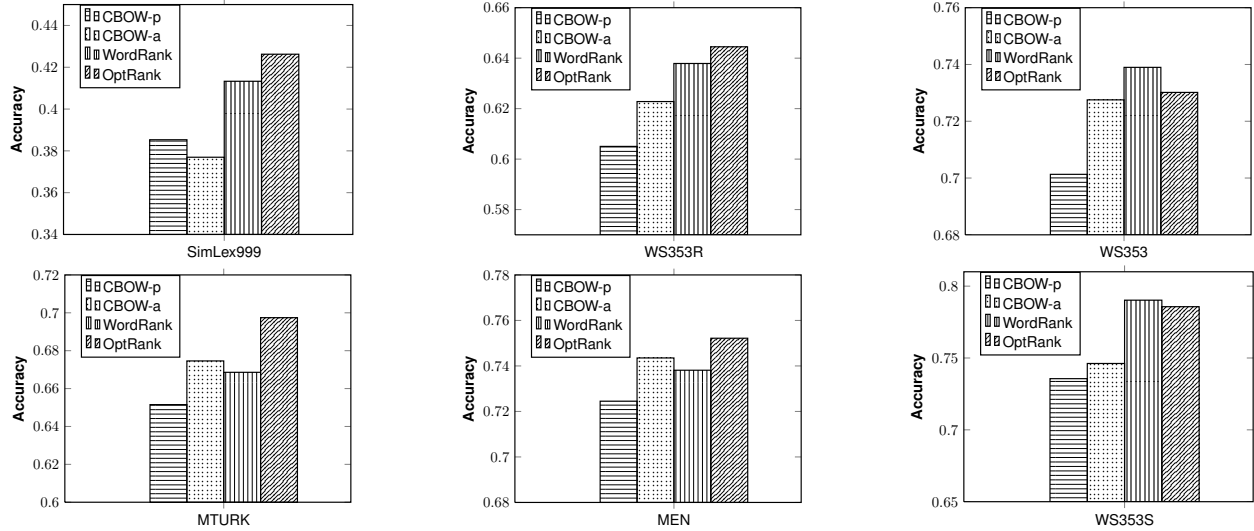 0.44
0.42
0.4
0.38
0.36
0.34
Accuracy
CBOW-p
CBOW-a
WordRank
OptRank
SimLex999
0.66
0.64
0.62
0.6
0.58
Accuracy
CBOW-p
CBOW-a
WordRank
OptRank
WS353R
0.76
0.74
0.72
0.7
0.68
Accuracy
CBOW-p
CBOW-a
WordRank
OptRank
WS353
0.72
0.7
0.68
0.66
0.64
0.62
0.6
Accuracy
CBOW-p
CBOW-a
WordRank
OptRank
MTURK
0.78
0.76
0.74
0.72
0.7
0.68
Accuracy
CBOW-p
CBOW-a
WordRank
OptRank
MEN
0.8
0.75
0.7
0.65
Accuracy
CBOW-p
CBOW-a
WordRank
OptRank
WS353S